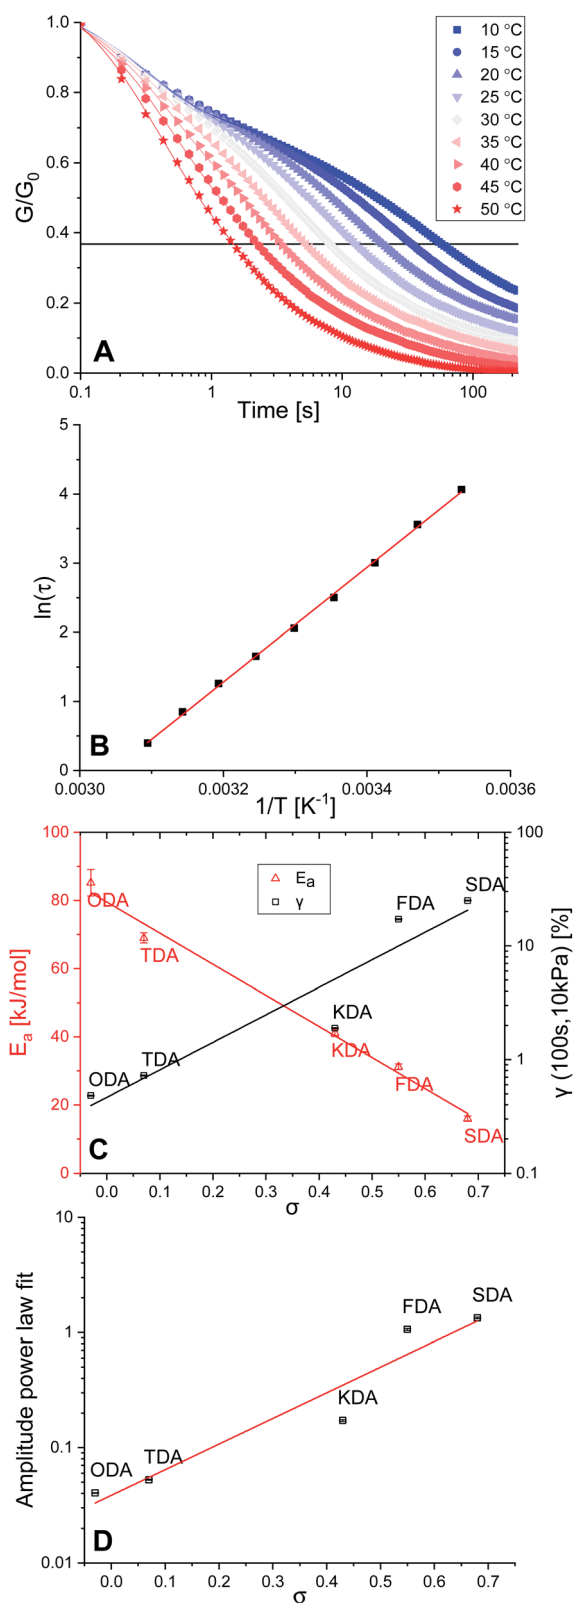 1.0
0.8
0.6
0.4
0.2
0.0
G/G0
10 °C
15 °C
20 °C
25 °C
30 °C
35 °C
40 °C
45 °C
50 °C
A
0.1
1
10
100
Time [s]
5
4
3
2
1
0
ln(τ)
B
0.0030
0.0032
0.0034
0.0036
1/T [K-1]
100
80
60
40
20
0
Ea [kJ/mol]
Ea
γ
ODA
TDA
KDA
FDA
SDA
ODA
TDA
KDA
FDA
SDA
100
10
1
0.1
γ (100s,10kPa) [%]
C
0.0
0.1
0.2
0.3
0.4
0.5
0.6
0.7
σ
10
1
0.1
0.01
Amplitude power law fit
ODA
TDA
KDA
FDA
SDA
D
0.0
0.1
0.2
0.3
0.4
0.5
0.6
0.7
σ